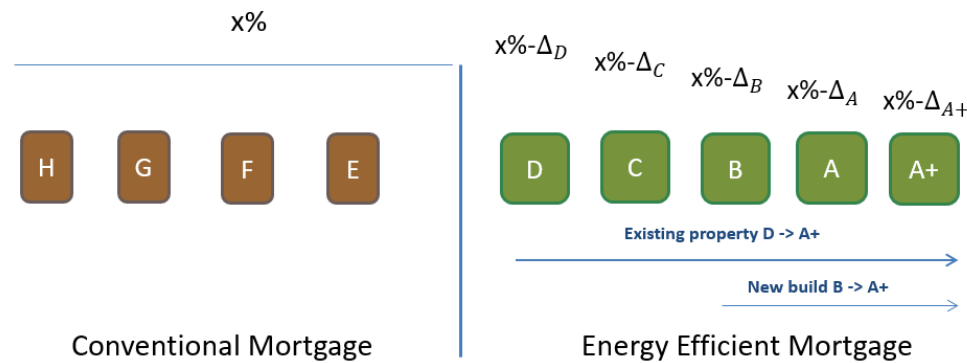 x%
x%-Δ_D
x%-Δ_C
x%-Δ_B
x%-Δ_A
x%-Δ_A+
H
G
F
E
D
C
B
A
A+
Existing property D -> A+
New build B -> A+
Conventional Mortgage
Energy Efficient Mortgage